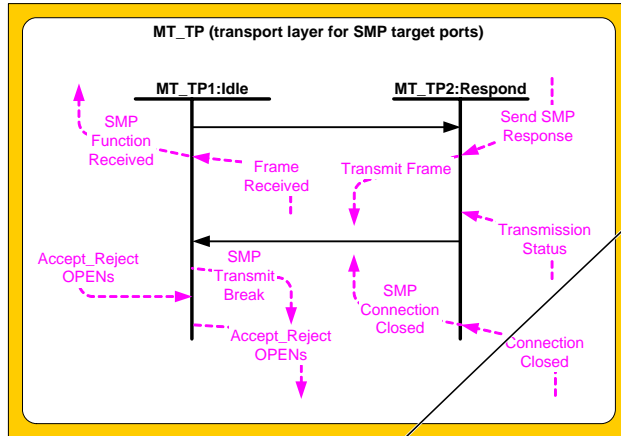 MT_TP (transport layer for SMP target ports)
MT_TP1:Idle
MT_TP2:Respond
SMP
Function
Received
Frame
Received
Transmit Frame
Send SMP
Response
Transmission
Status
Accept_Reject
OPENs
SMP
Transmit
Break
Accept_Reject
OPENs
SMP
Connection
Closed
Connection
Closed